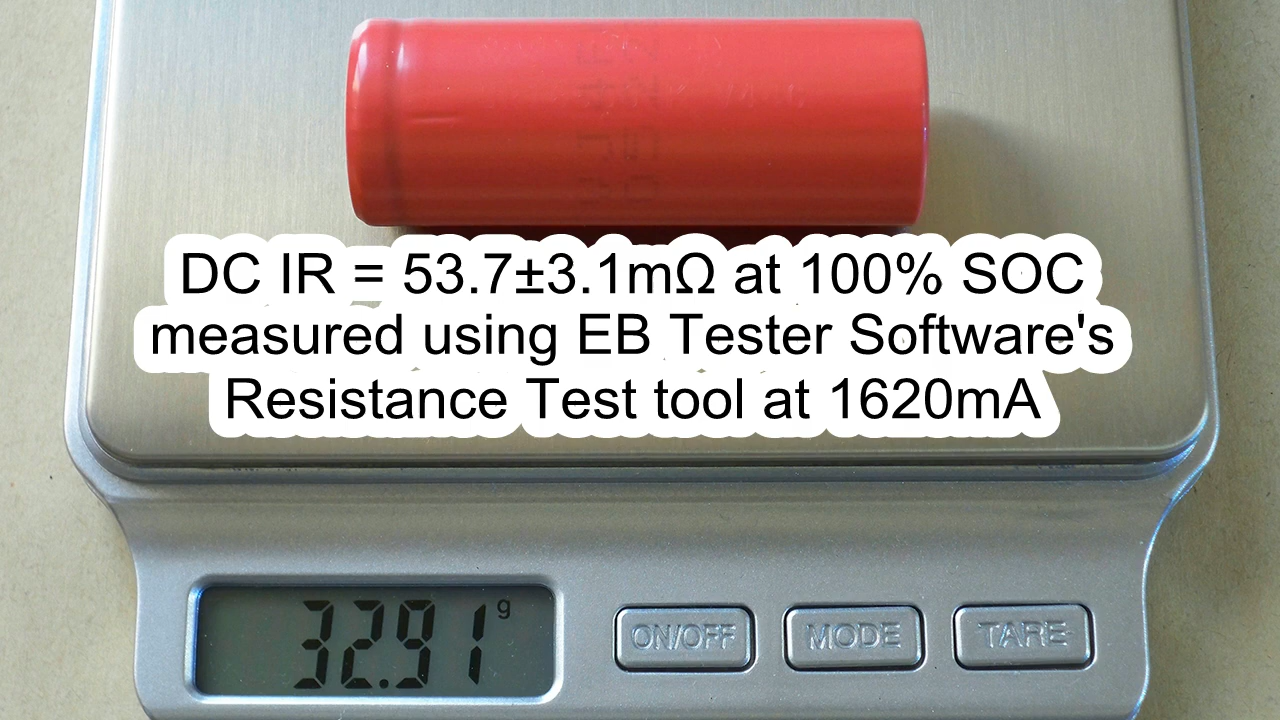 DC IR = 53.7±3.1mΩ at 100% SOC
measured using EB Tester Software's
Resistance Test tool at 1620mA
32.91 g
ON/OFF MODE TARE